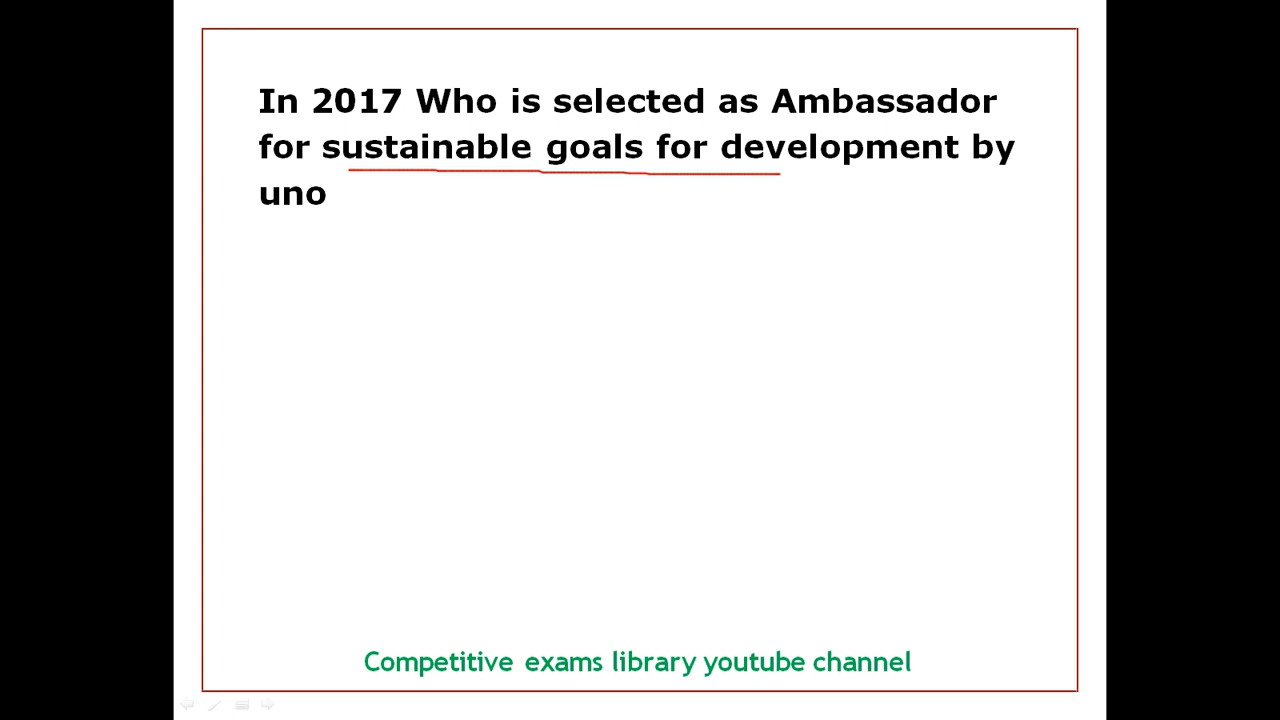 In 2017 Who is selected as Ambassador
for sustainable goals for development by
uno
Competitive exams library youtube channel